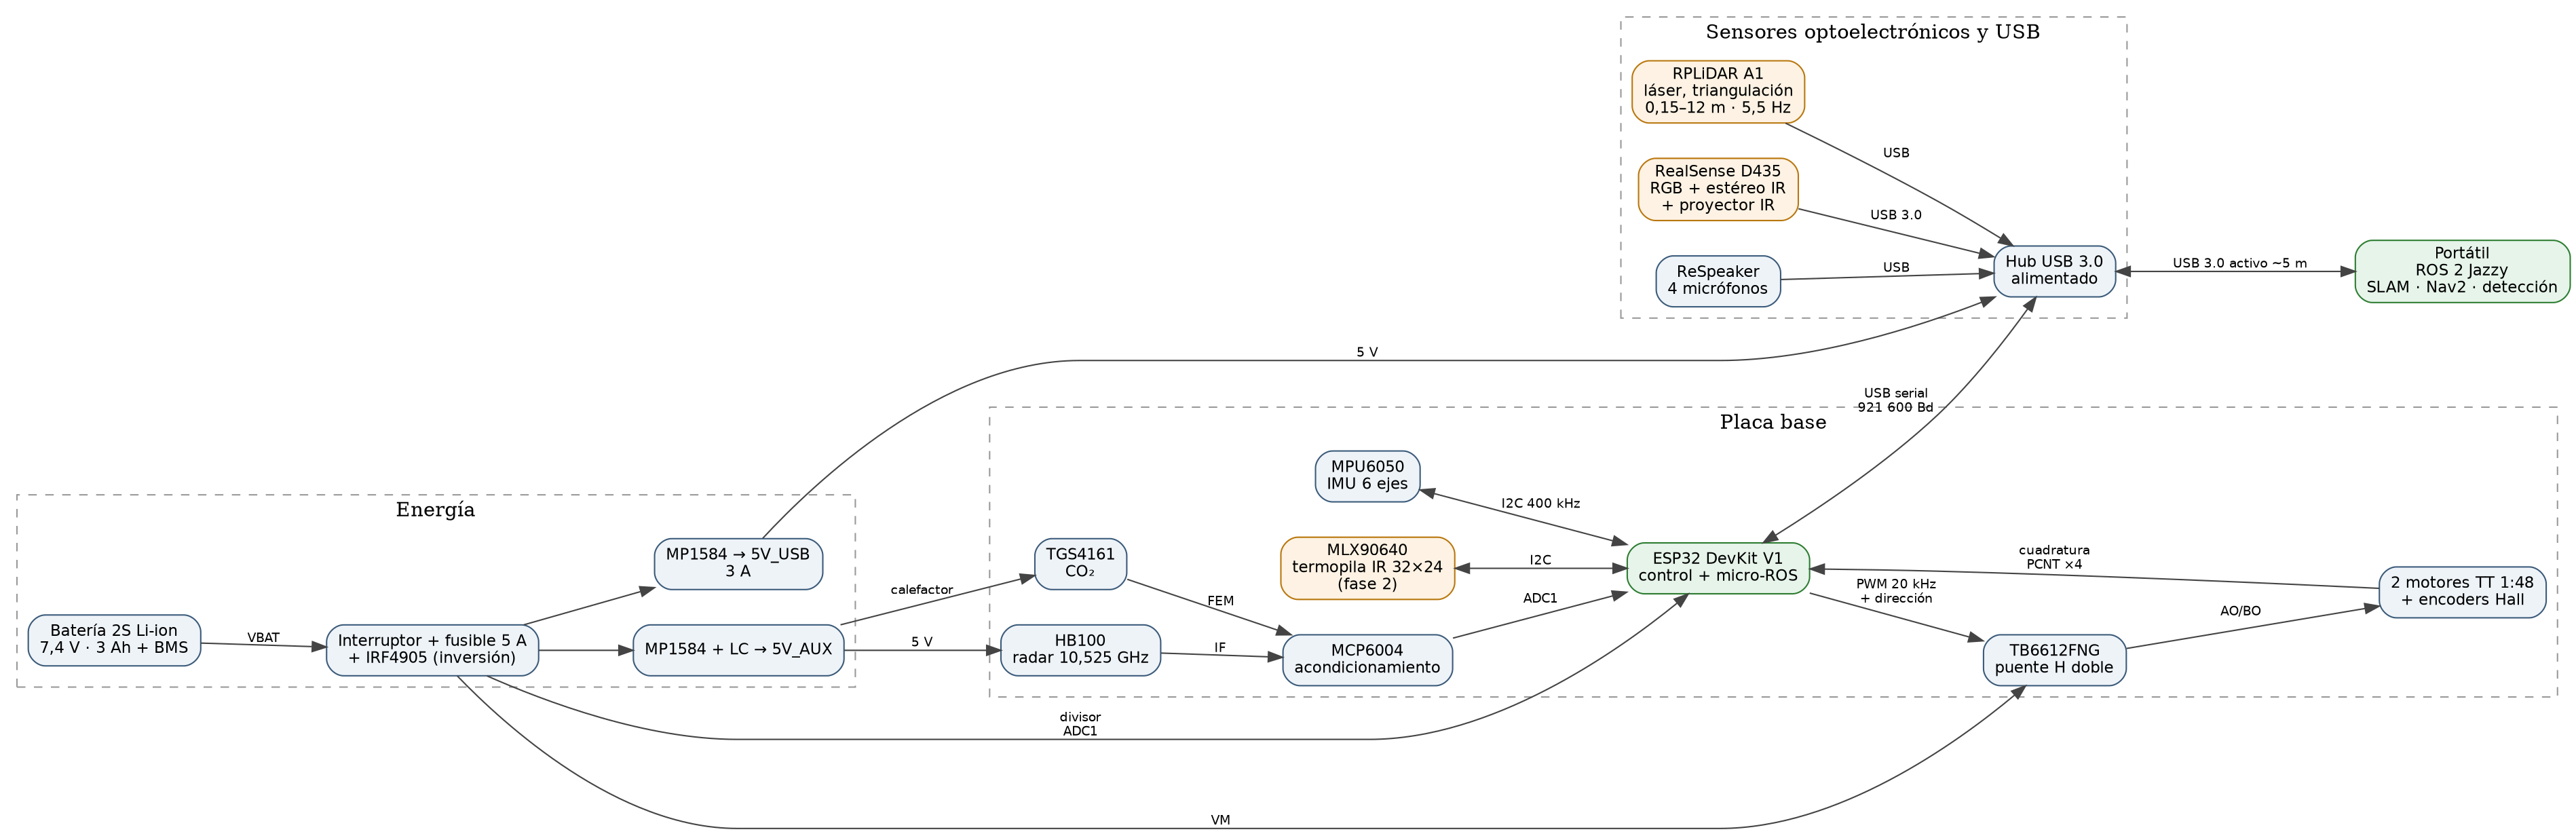 Sensores optoelectrónicos y USB
RPLiDAR A1
láser, triangulación
0,15–12 m · 5,5 Hz
USB
RealSense D435
RGB + estéreo IR
+ proyector IR
USB 3.0
ReSpeaker
4 micrófonos
USB
Hub USB 3.0
alimentado
USB 3.0 activo ~5 m
Portátil
ROS 2 Jazzy
SLAM · Nav2 · detección
5 V
USB serial
921 600 Bd
Placa base
MPU6050
IMU 6 ejes
I2C 400 kHz
Energía
MP1584 → 5V_USB
3 A
Batería 2S Li-ion
7,4 V · 3 Ah + BMS
VBAT
Interruptor + fusible 5 A
+ IRF4905 (inversión)
MP1584 + LC → 5V_AUX
calefactor
5 V
TGS4161
CO₂
FEM
HB100
radar 10,525 GHz
IF
MLX90640
termopila IR 32×24
(fase 2)
I2C
MCP6004
acondicionamiento
ADC1
ESP32 DevKit V1
control + micro-ROS
cuadratura
PCNT ×4
PWM 20 kHz
+ dirección
TB6612FNG
puente H doble
AO/BO
2 motores TT 1:48
+ encoders Hall
divisor
ADC1
VM